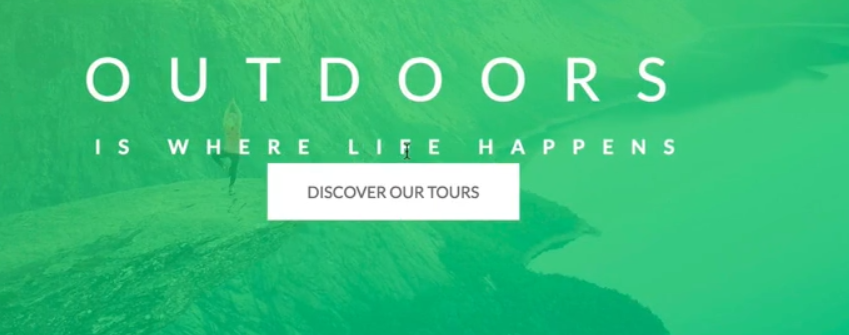 OUTDOORS
IS WHERE LIFE HAPPENS
DISCOVER OUR TOURS